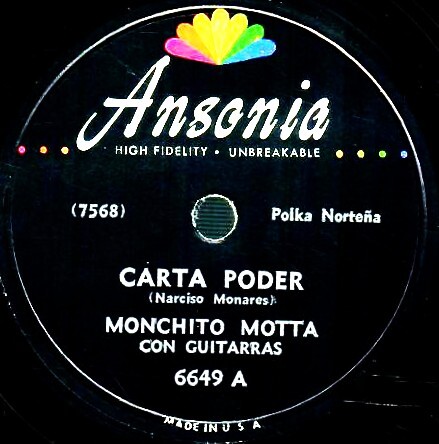 Ansonia
HIGH FIDELITY • UNBREAKABLE
(7568) Polka Norteña
CARTA PODER
(Narciso Monares)
MONCHITO MOTTA
CON GUITARRAS
6649 A
MADE IN U S A